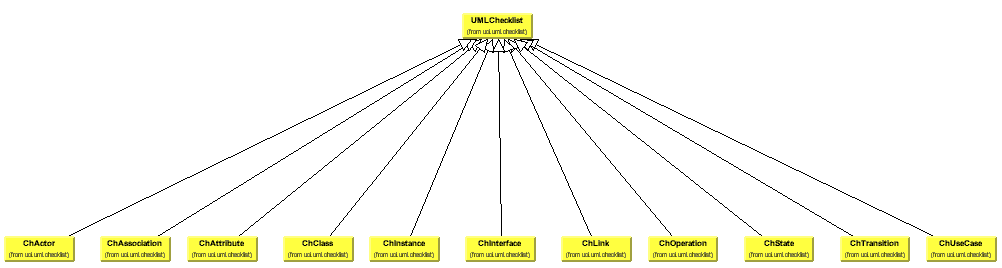 UMLChecklist
(from uci.uml.checklist)
ChActor
(from uci.uml.checklist)
ChAssociation
(from uci.uml.checklist)
ChAttribute
(from uci.uml.checklist)
ChClass
(from uci.uml.checklist)
ChInstance
(from uci.uml.checklist)
ChInterface
(from uci.uml.checklist)
ChLink
(from uci.uml.checklist)
ChOperation
(from uci.uml.checklist)
ChState
(from uci.uml.checklist)
ChTransition
(from uci.uml.checklist)
ChUseCase
(from uci.uml.checklist)